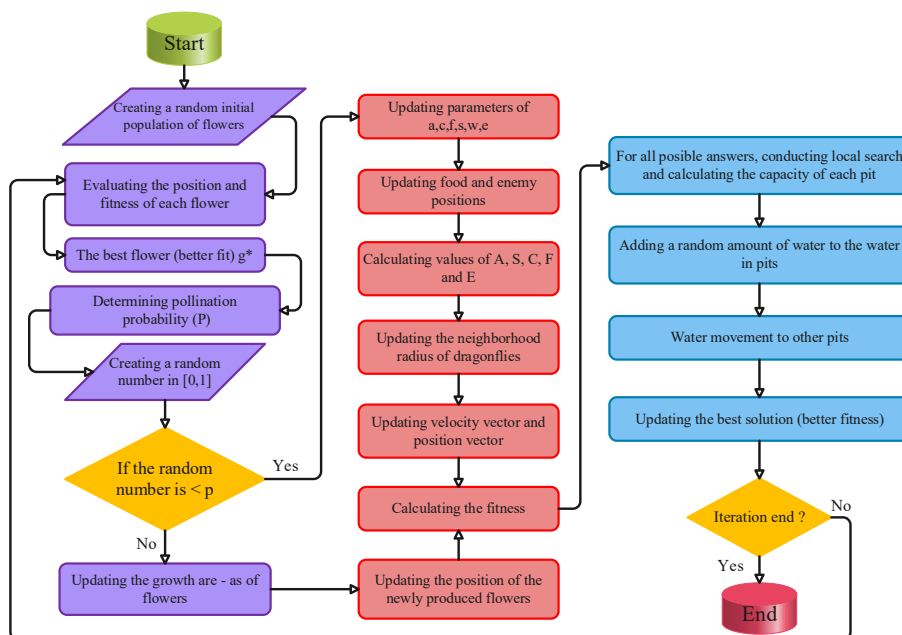 Start
Creating a random initial
population of flowers
Evaluating the position and
fitness of each flower
The best flower (better fit) g*
Determining pollination
probability (P)
Creating a random
number in [0,1]
If the random
number is < p
Yes
No
Updating the growth are - as of
flowers
Updating parameters of
a,c,f,s,w,e
Updating food and enemy
positions
Calculating values of A, S, C, F
and E
Updating the neighborhood
radius of dragonflies
Updating velocity vector and
position vector
Calculating the fitness
Updating the position of the
newly produced flowers
For all posible answers, conducting local search
and calculating the capacity of each pit
Adding a random amount of water to the water
in pits
Water movement to other pits
Updating the best solution (better fitness)
Iteration end ?
No
Yes
End